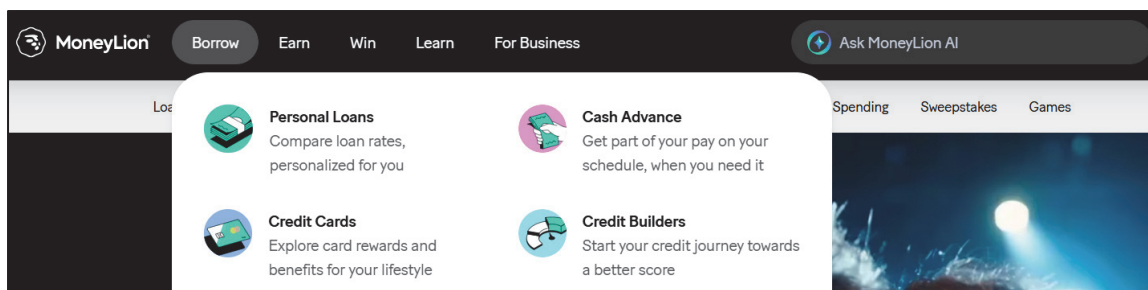 MoneyLion Borrow Earn Win Learn For Business Ask MoneyLion AI
Spending Sweepstakes Games
Personal Loans
Compare loan rates,
personalized for you
Cash Advance
Get part of your pay on your
schedule, when you need it
Credit Cards
Explore card rewards and
benefits for your lifestyle
Credit Builders
Start your credit journey towards
a better score